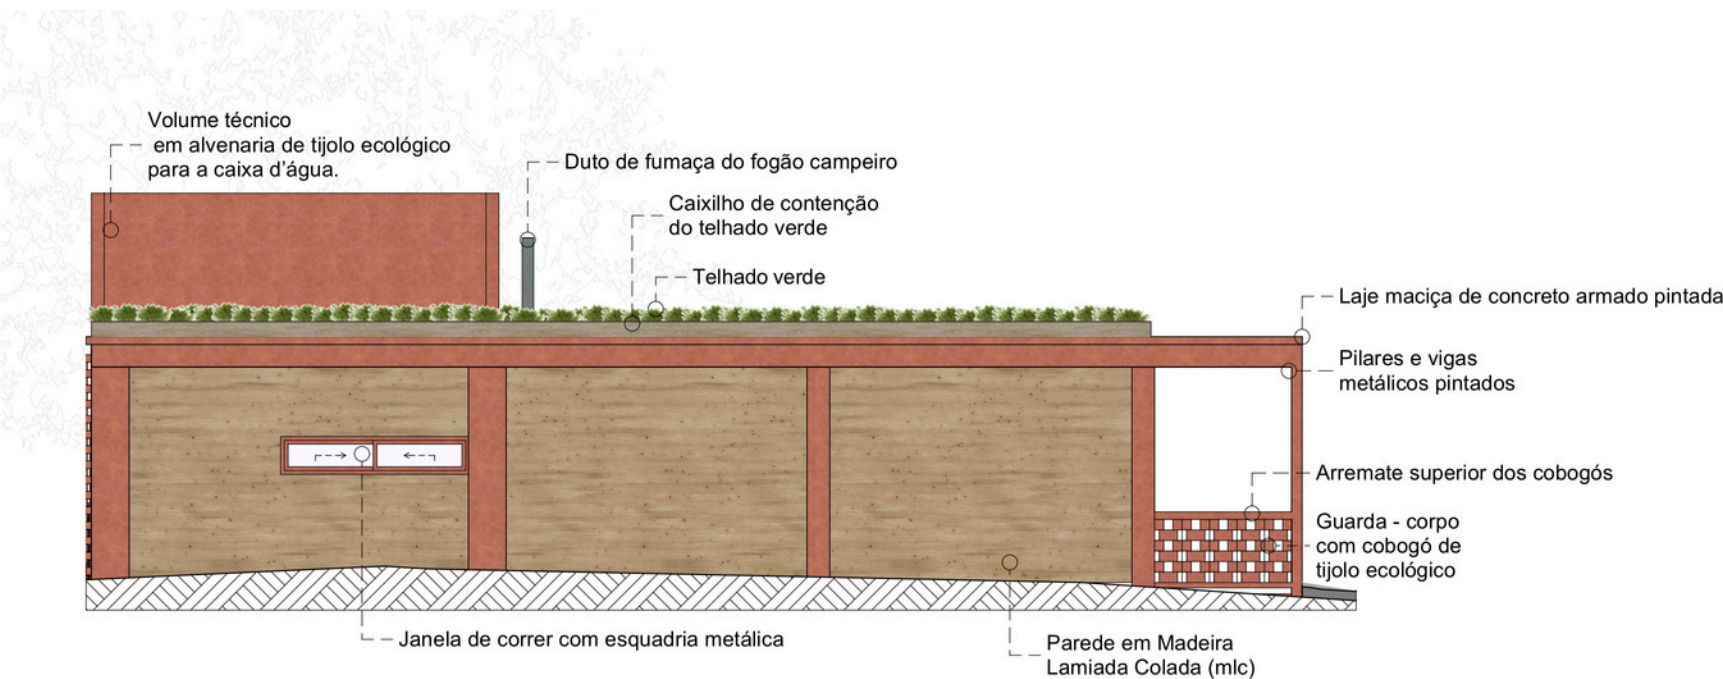 Volume técnico
em alvenaria de tijolo ecológico
para a caixa d'água.
Duto de fumaça do fogão campeiro
Caixilho de contenção
do telhado verde
Telhado verde
Laje maciça de concreto armado pintada
Pilares e vigas
metálicos pintados
Arremate superior dos cobogós
Guarda - corpo
com cobogó de
tijolo ecológico
Janela de correr com esquadria metálica
Parede em Madeira
Lamiada Colada (mlc)